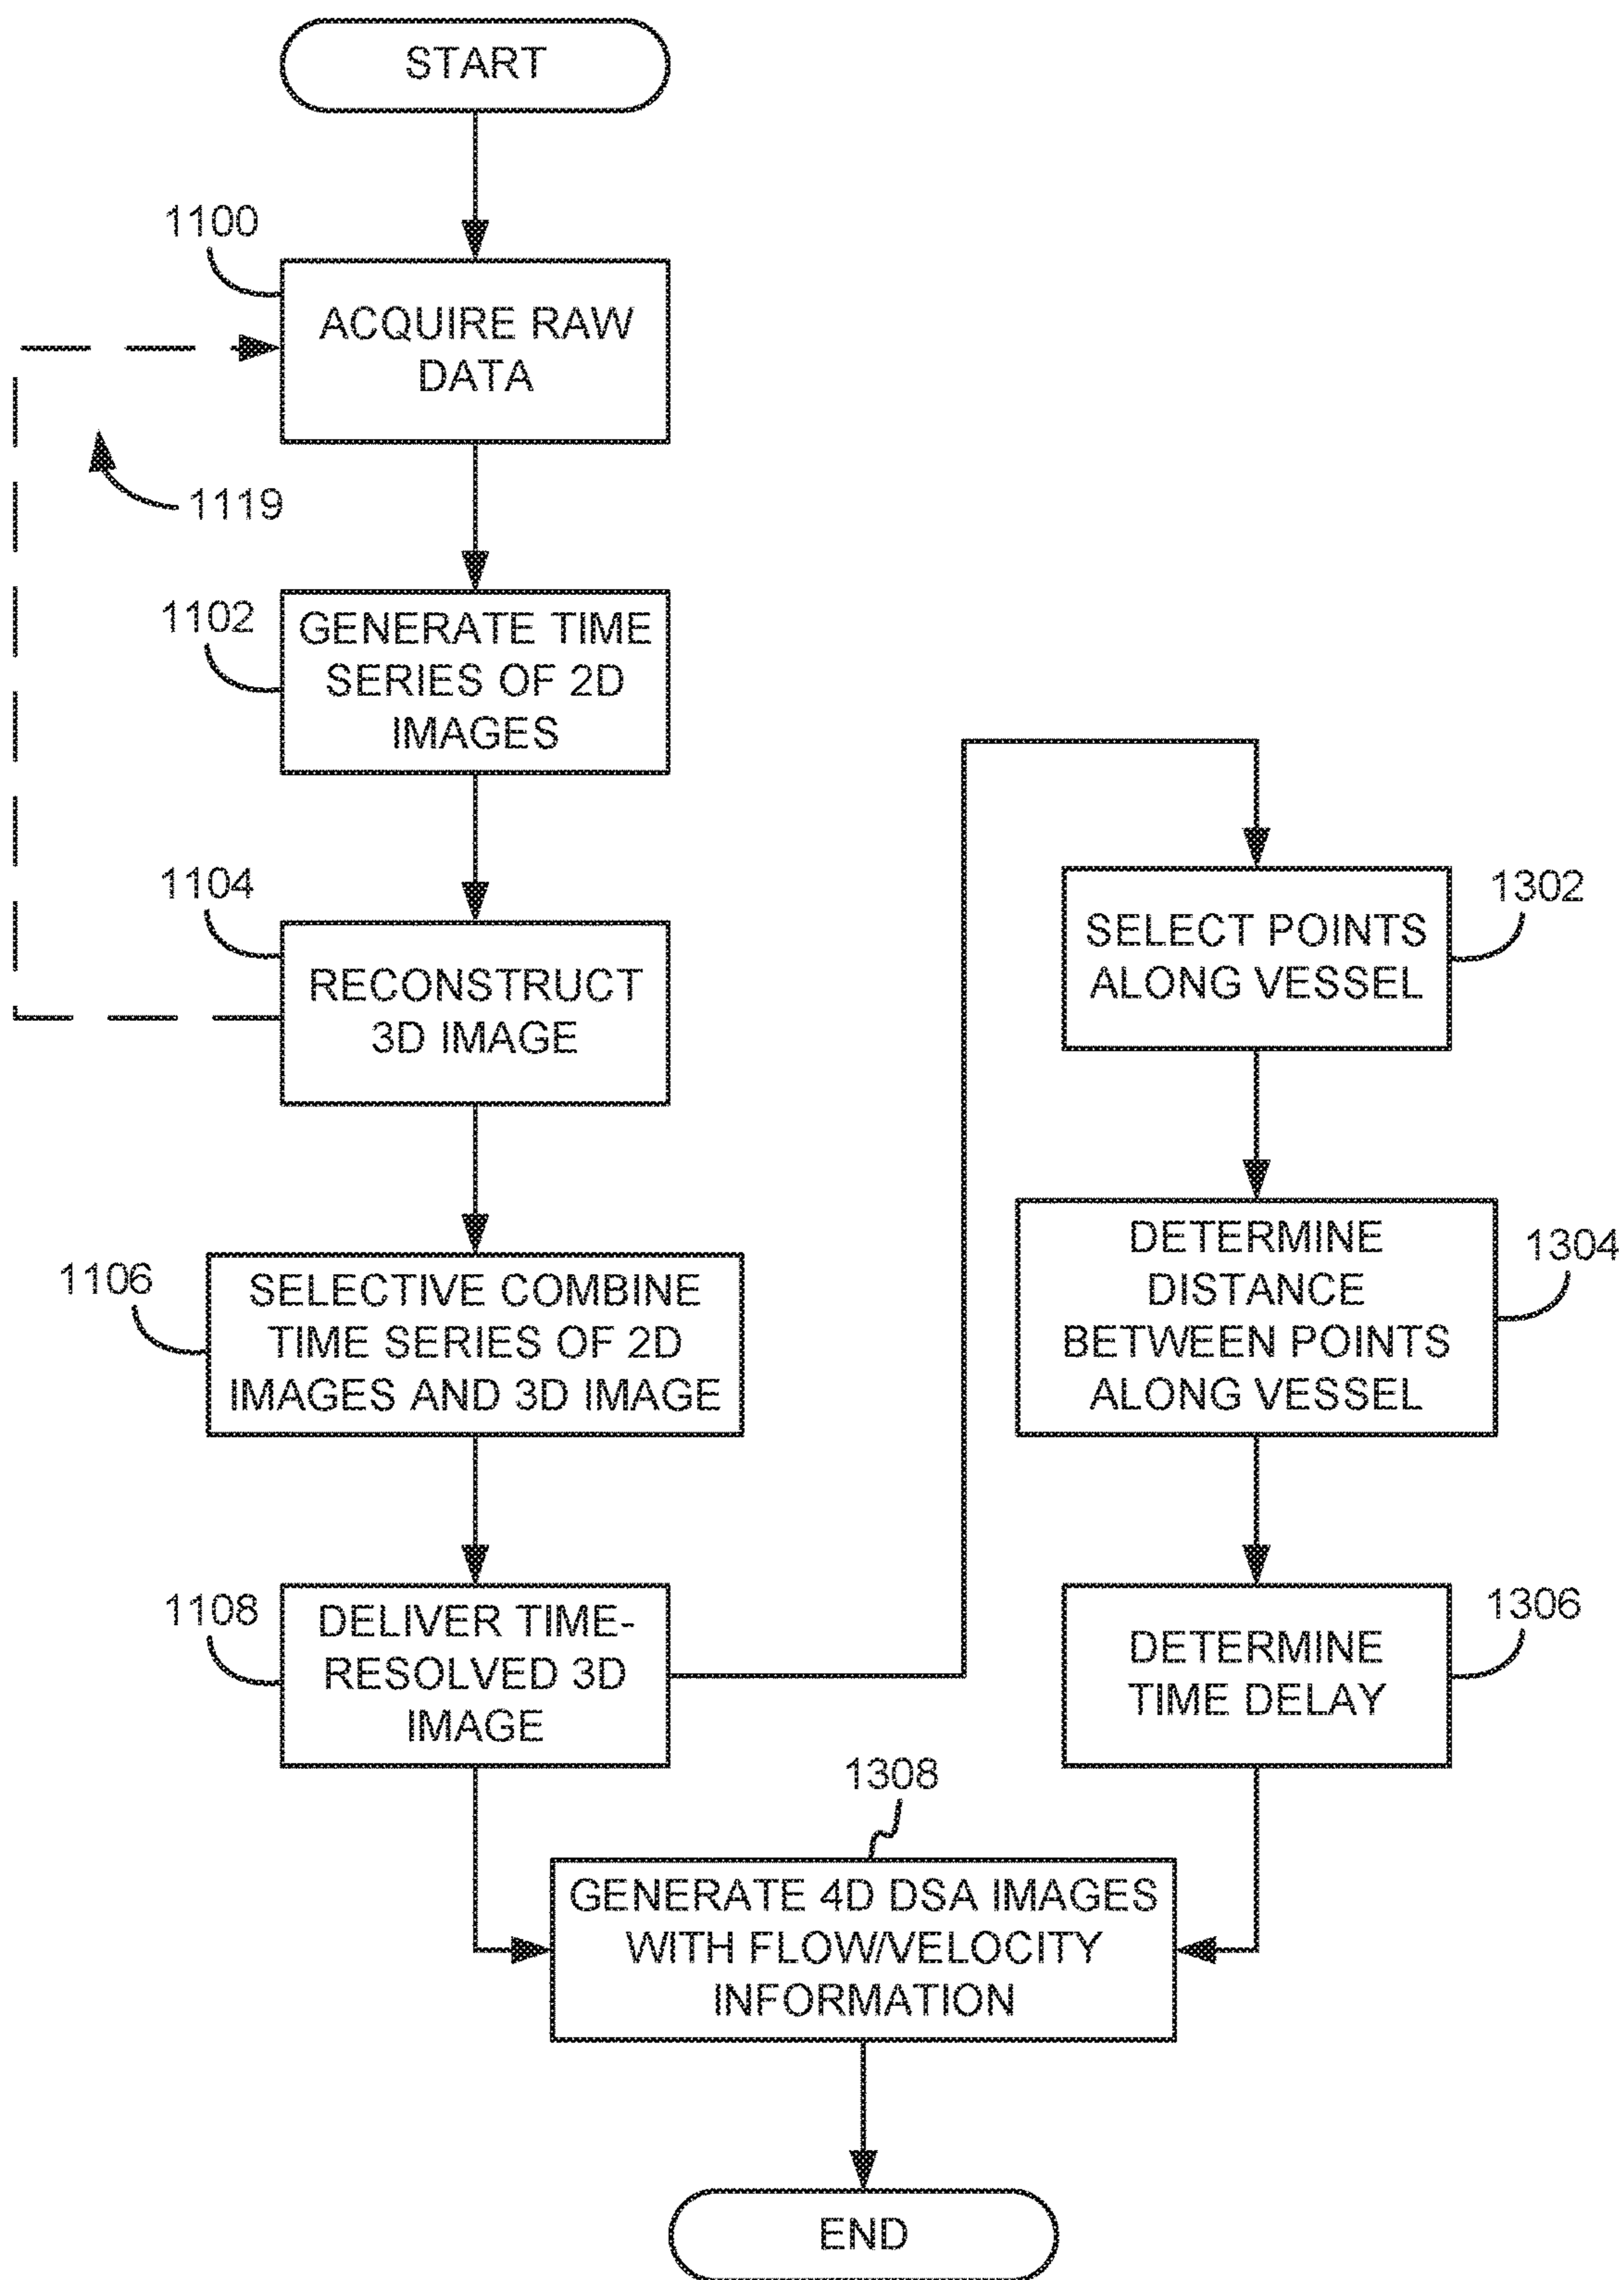 START
1100
ACQUIRE RAW
DATA
1119
1102
GENERATE TIME
SERIES OF 2D
IMAGES
1104
RECONSTRUCT
3D IMAGE
1106
SELECTIVE COMBINE
TIME SERIES OF 2D
IMAGES AND 3D IMAGE
1108
DELIVER TIME-
RESOLVED 3D
IMAGE
1302
SELECT POINTS
ALONG VESSEL
1304
DETERMINE
DISTANCE
BETWEEN POINTS
ALONG VESSEL
1306
DETERMINE
TIME DELAY
1308
GENERATE 4D DSA IMAGES
WITH FLOW/VELOCITY
INFORMATION
END